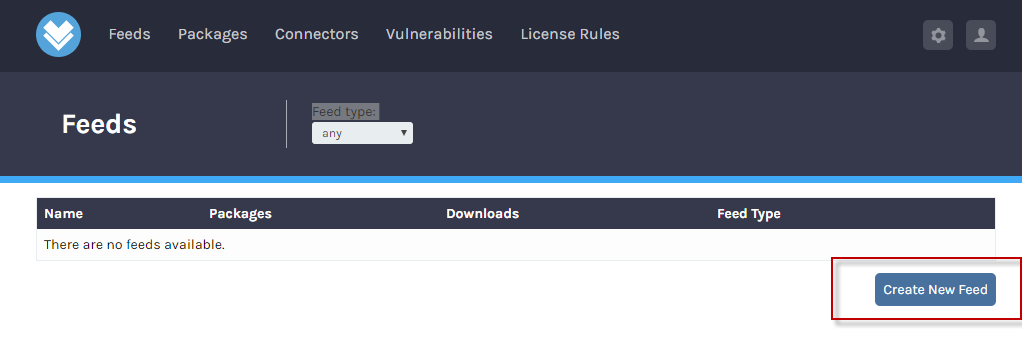 Feeds Packages Connectors Vulnerabilities License Rules
Feeds
Feed type:
any
Name Packages Downloads Feed Type
There are no feeds available.
Create New Feed